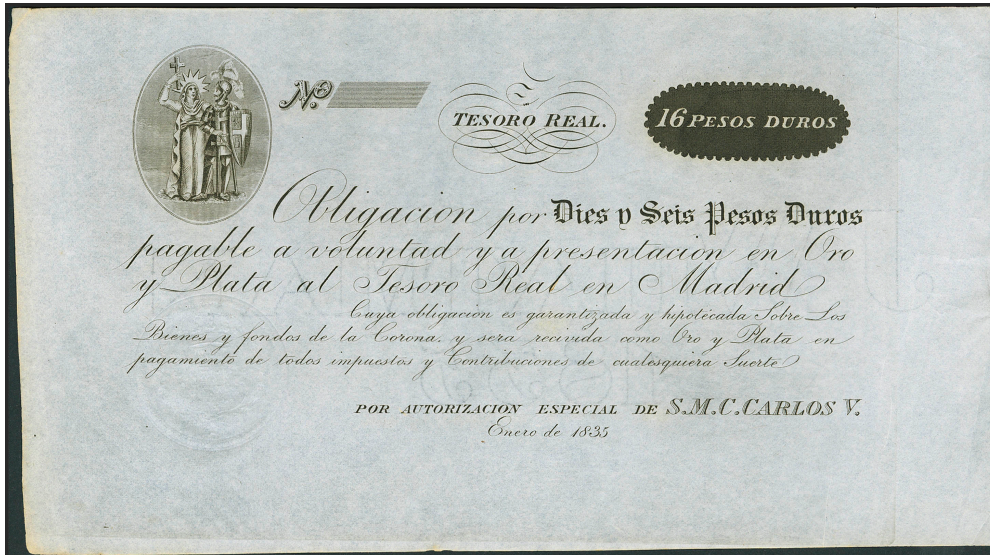 No.
TESORO REAL.
16 PESOS DUROS
Obligacion por Dies y Seis Pesos Duros
pagable a voluntad y a presentacion en Oro
y Plata al Tesoro Real en Madrid
Cuya obligacion es garantizada y hipotécada Sobre Los
Bienes y fondos de la Corona, y sera recivida como Oro y Plata en
pagamiento de todos impuestos y Contribuciones de cualesquiera Suerte
POR AUTORIZACION ESPECIAL DE S.M.C. CARLOS V.
Enero de 1835